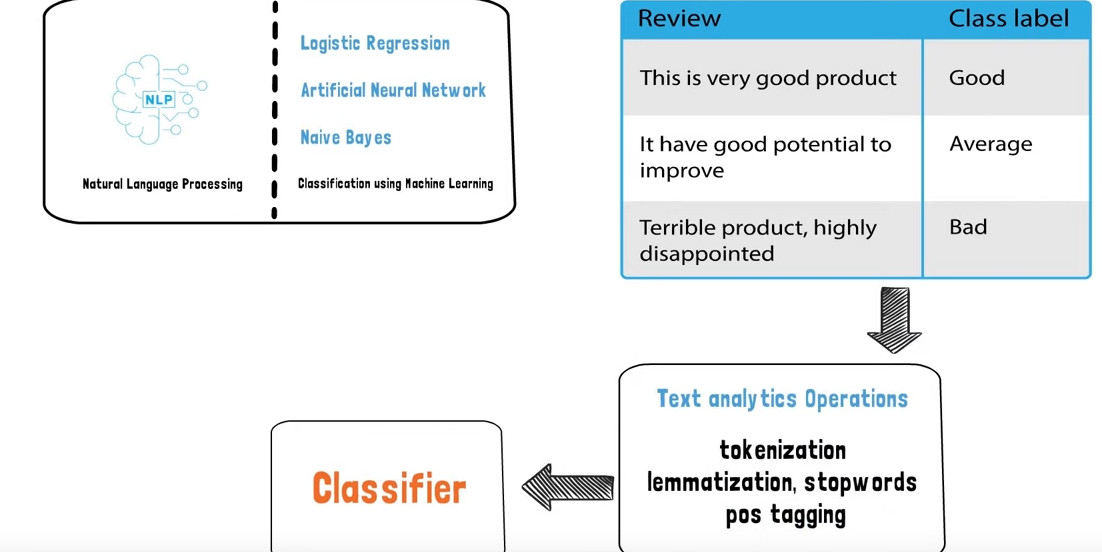 NLP
Natural Language Processing
Logistic Regression
Artificial Neural Network
Naive Bayes
Classification using Machine Learning
Review
Class label
This is very good product
Good
It have good potential to
improve
Average
Terrible product, highly
disappointed
Bad
Text analytics Operations
tokenization
lemmatization, stopwords
pos tagging
Classifier